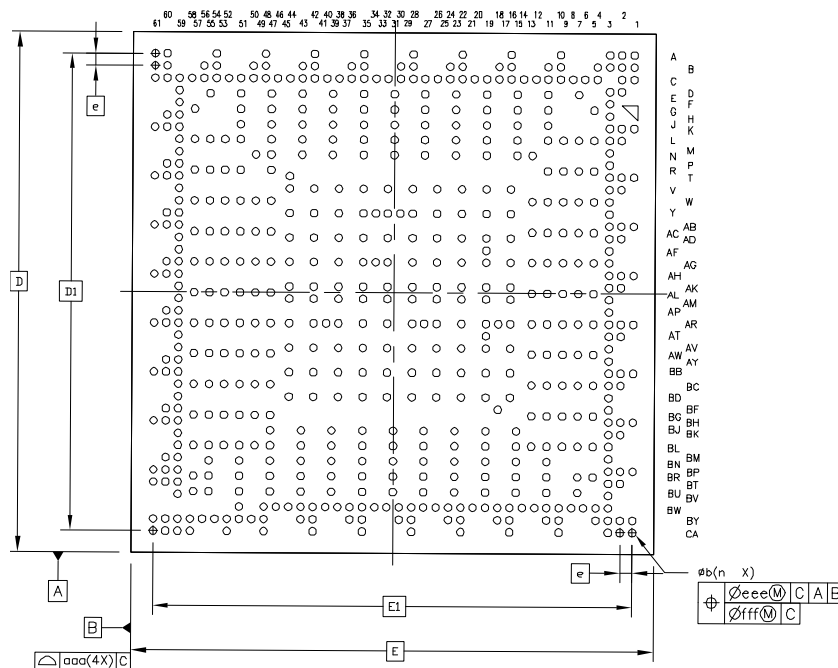 60 58 56 54 52 50 48 46 44 42 40 38 36 34 32 30 28 26 24 22 20 18 16 14 12 10 8 6 4 2
61 59 57 55 53 51 49 47 45 43 41 39 37 35 33 31 29 27 25 23 21 19 17 15 13 11 9 7 5 3 1
A
B
C
D
E
F
G
H
J
K
L
M
N
P
R
T
V
W
Y
AB
AC
AD
AF
AG
AH
AK
AL
AM
AP
AR
AT
AV
AW
AY
BB
BC
BD
BF
BG
BH
BJ
BK
BL
BM
BN
BP
BR
BT
BU
BV
BW
BY
CA
e
D
D1
A
B
E1
E
e
øb(n X)
⌀eee Ⓜ C A B
⌀fff Ⓜ C
aaa(4X) C